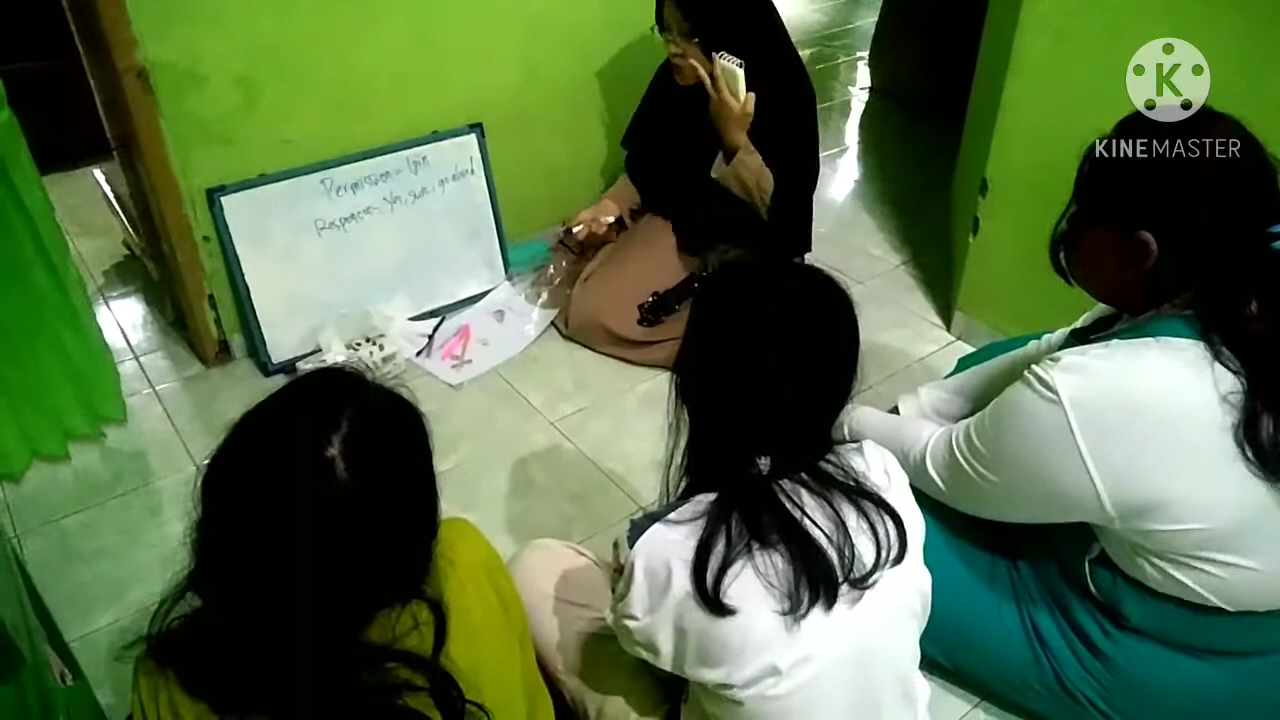 Permission = Izin
Response = Yes, sure, go ahead
K
KINEMASTER